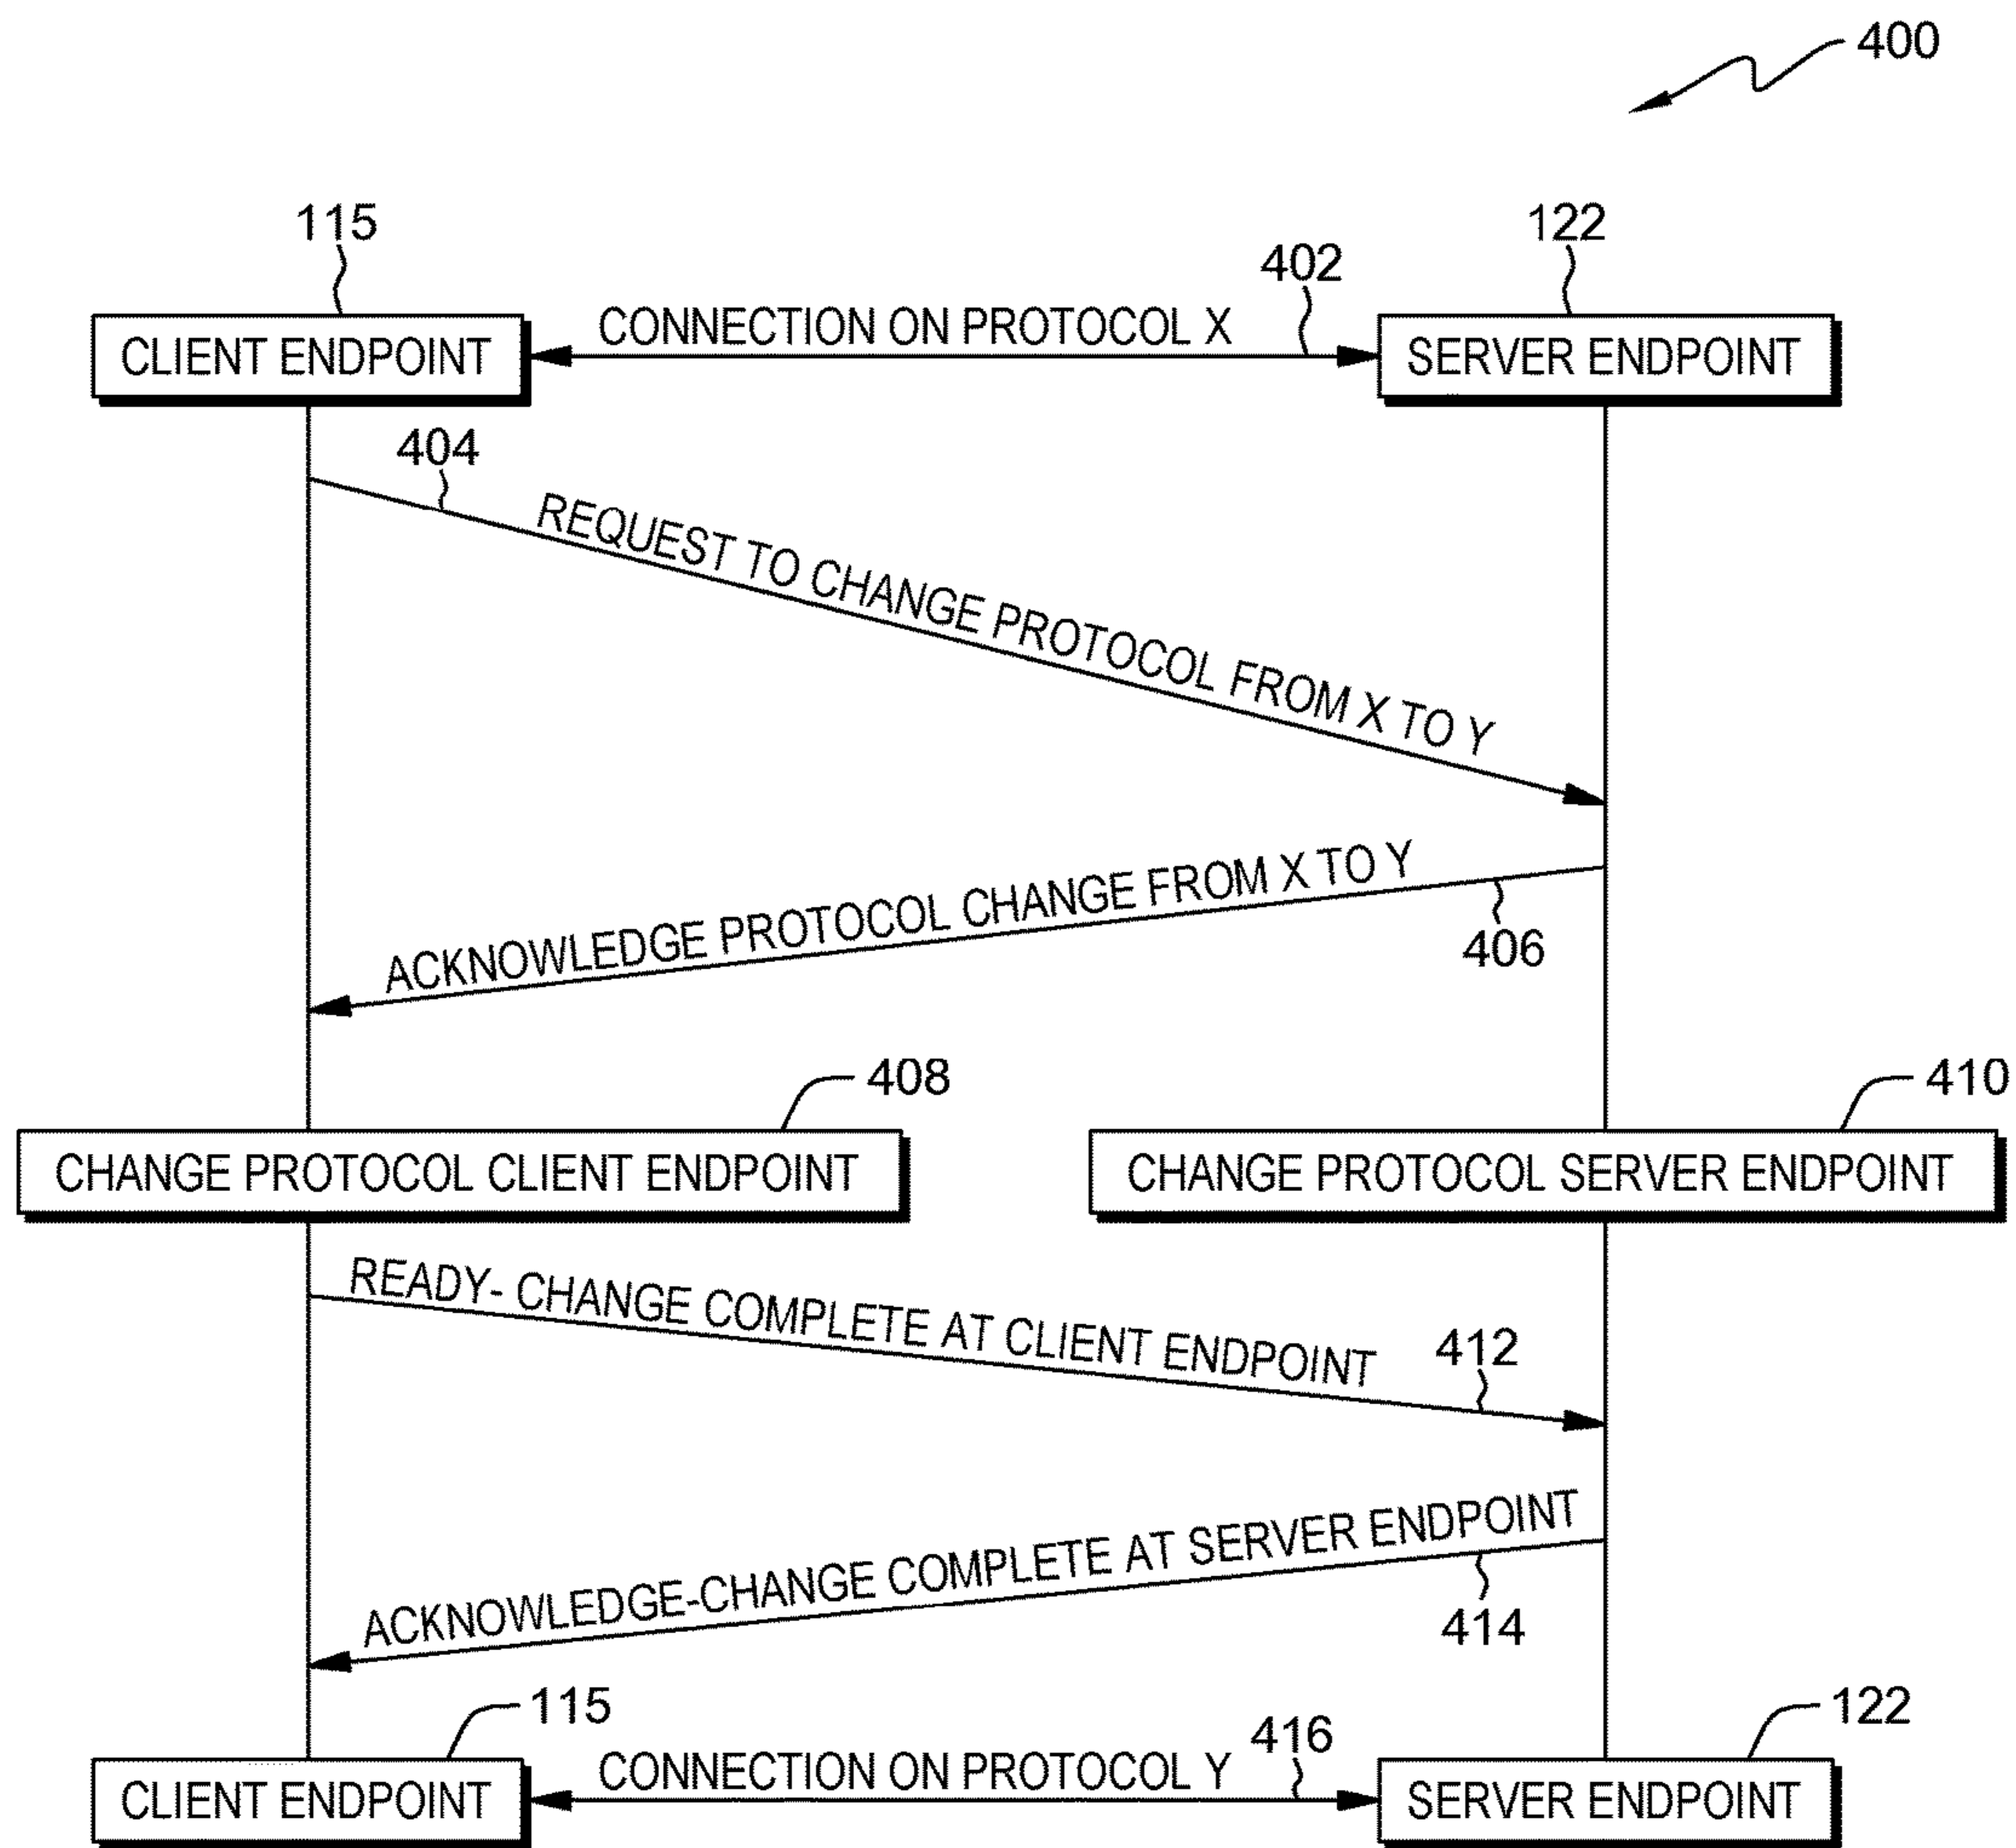 400
115
122
402
CONNECTION ON PROTOCOL X
CLIENT ENDPOINT
SERVER ENDPOINT
404
REQUEST TO CHANGE PROTOCOL FROM X TO Y
ACKNOWLEDGE PROTOCOL CHANGE FROM X TO Y
406
408
410
CHANGE PROTOCOL CLIENT ENDPOINT
CHANGE PROTOCOL SERVER ENDPOINT
READY- CHANGE COMPLETE AT CLIENT ENDPOINT
412
ACKNOWLEDGE-CHANGE COMPLETE AT SERVER ENDPOINT
414
115
122
416
CONNECTION ON PROTOCOL Y
CLIENT ENDPOINT
SERVER ENDPOINT